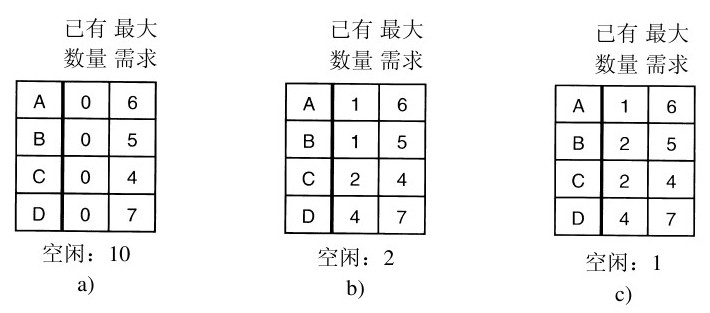 已有 最大
数量 需求
A 0 6
B 0 5
C 0 4
D 0 7
空闲：10
a)
已有 最大
数量 需求
A 1 6
B 1 5
C 2 4
D 4 7
空闲：2
b)
已有 最大
数量 需求
A 1 6
B 2 5
C 2 4
D 4 7
空闲：1
c)